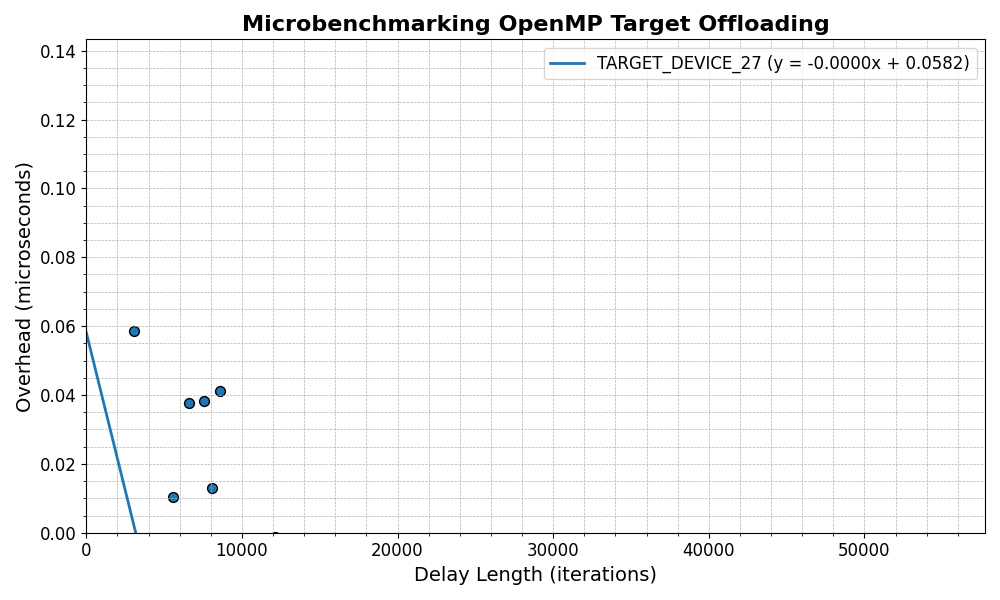 Microbenchmarking OpenMP Target Offloading
TARGET_DEVICE_27 (y = -0.0000x + 0.0582)
Overhead (microseconds)
0.14
0.12
0.10
0.08
0.06
0.04
0.02
0.00
0 10000 20000 30000 40000 50000
Delay Length (iterations)